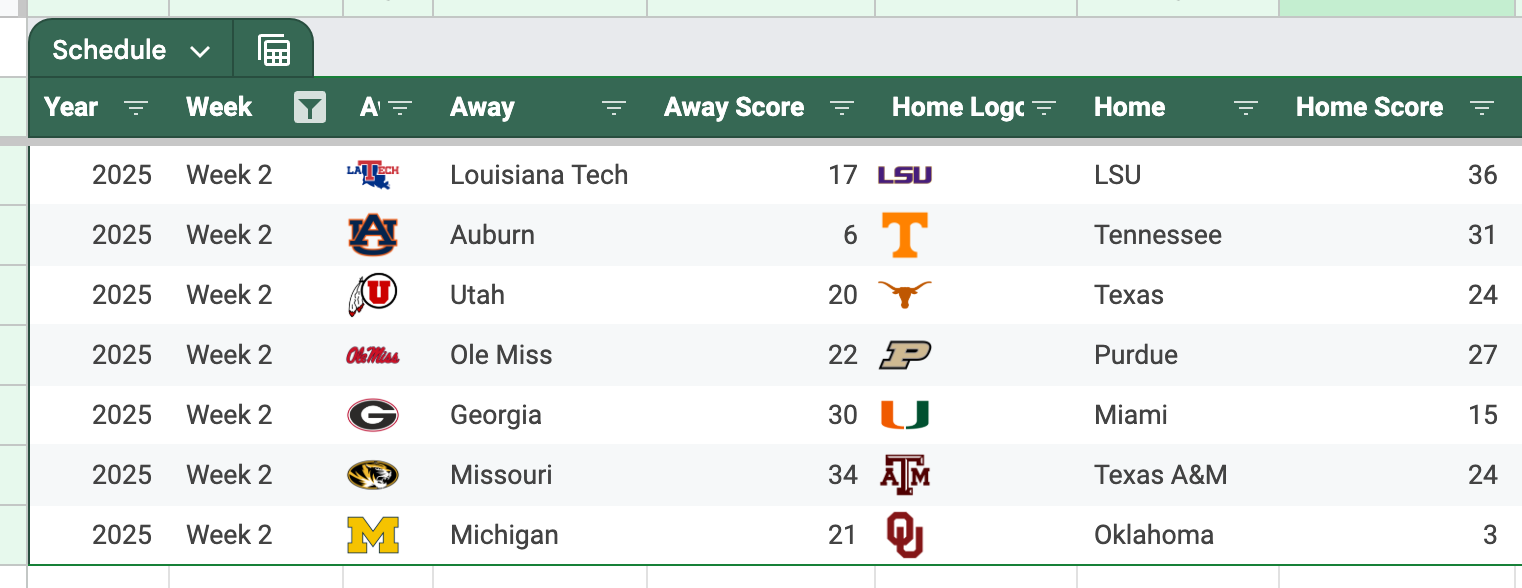 Schedule
Year Week Away Away Score Home Logo Home Home Score
2025 Week 2 LA TECH Louisiana Tech 17 LSU LSU 36
2025 Week 2 AU Auburn 6 T Tennessee 31
2025 Week 2 U Utah 20 Texas 24
2025 Week 2 Ole Miss Ole Miss 22 P Purdue 27
2025 Week 2 G Georgia 30 U Miami 15
2025 Week 2 Missouri 34 ATM Texas A&M 24
2025 Week 2 M Michigan 21 OU Oklahoma 3